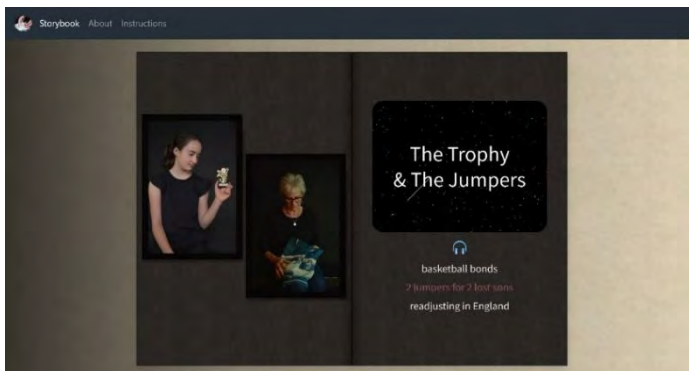 Storybook About Instructions
The Trophy
& The Jumpers
basketball bonds
2 Jumpers for 2 lost sons
readjusting in England